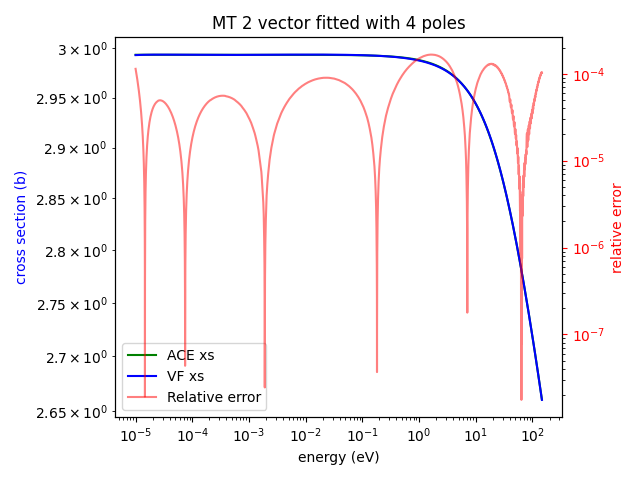 MT 2 vector fitted with 4 poles
3 × 10⁰
2.95 × 10⁰
2.9 × 10⁰
2.85 × 10⁰
2.8 × 10⁰
2.75 × 10⁰
2.7 × 10⁰
2.65 × 10⁰
cross section (b)
10⁻⁴
10⁻⁵
10⁻⁶
10⁻⁷
relative error
ACE xs
VF xs
Relative error
10⁻⁵ 10⁻⁴ 10⁻³ 10⁻² 10⁻¹ 10⁰ 10¹ 10²
energy (eV)